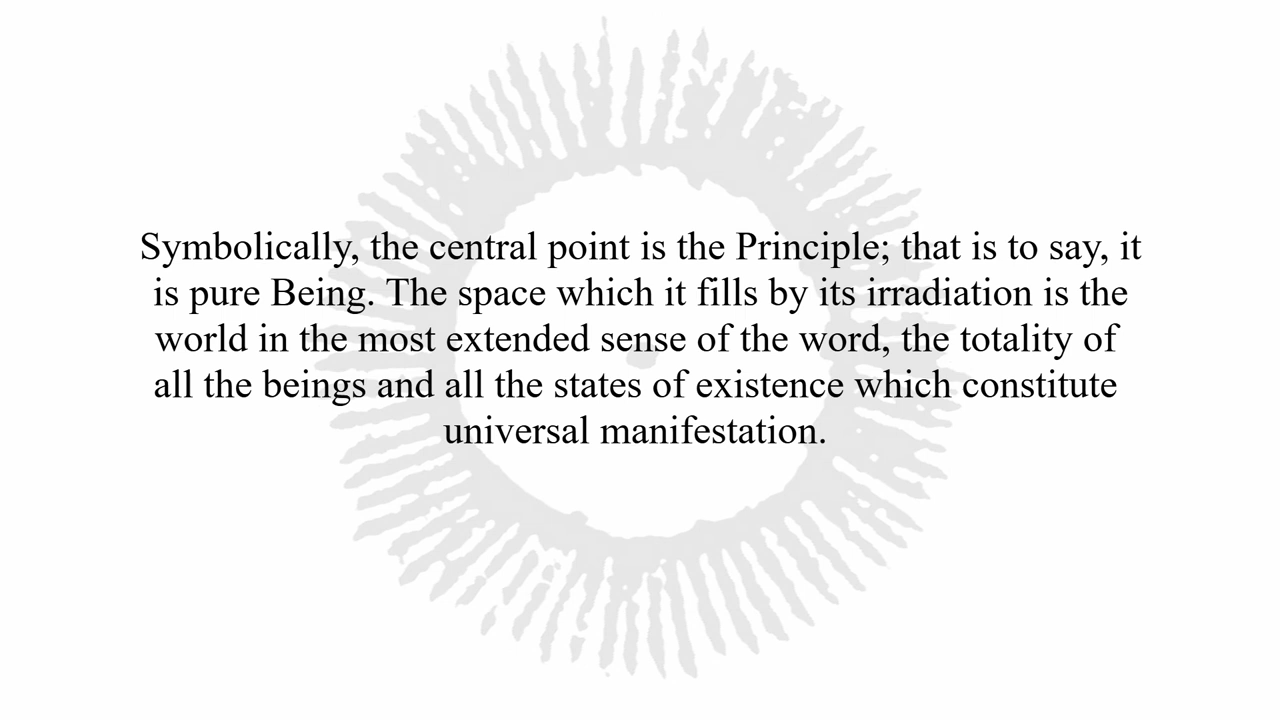 Symbolically, the central point is the Principle; that is to say, it
is pure Being. The space which it fills by its irradiation is the
world in the most extended sense of the word, the totality of
all the beings and all the states of existence which constitute
universal manifestation.